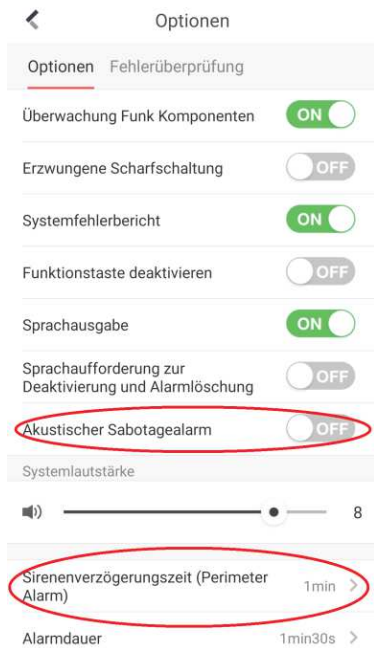 Optionen
Optionen Fehlerüberprüfung
Überwachung Funk Komponenten ON
Erzwungene Scharfschaltung OFF
Systemfehlerbericht ON
Funktionstaste deaktivieren OFF
Sprachausgabe ON
Sprachaufforderung zur
Deaktivierung und Alarmlöschung OFF
Akustischer Sabotagealarm OFF
Systemlautstärke
8
Sirenenverzögerungszeit (Perimeter
Alarm) 1min
Alarmdauer 1min30s